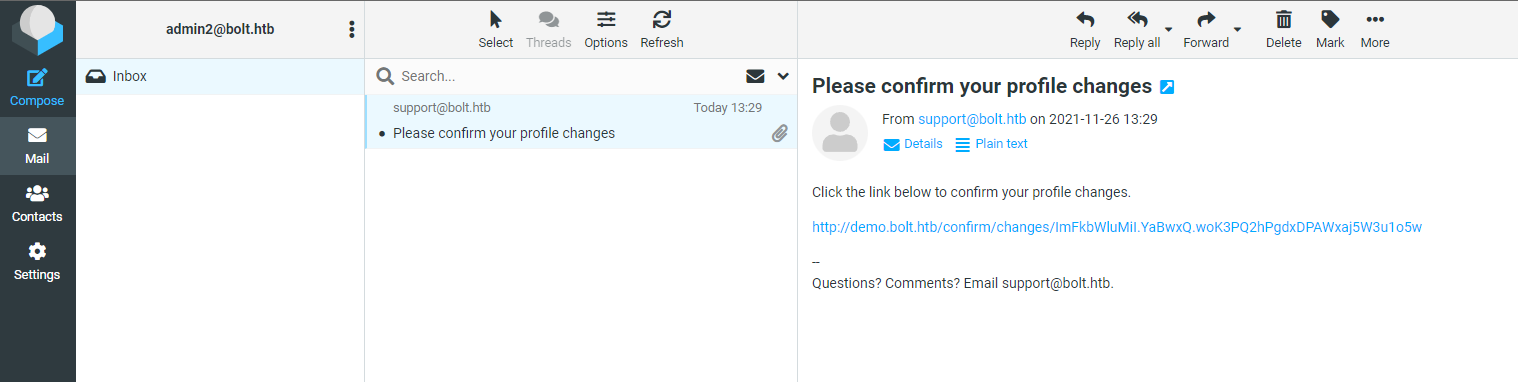 admin2@bolt.htb
Compose
Mail
Contacts
Settings
Inbox
Select
Threads
Options
Refresh
Search...
support@bolt.htb Today 13:29
Please confirm your profile changes
Reply
Reply all
Forward
Delete
Mark
More
Please confirm your profile changes
From support@bolt.htb on 2021-11-26 13:29
Details
Plain text
Click the link below to confirm your profile changes.
http://demo.bolt.htb/confirm/changes/ImFkbWluMiI.YaBwxQ.woK3PQ2hPgdxDPAWxaj5W3u1o5w
--
Questions? Comments? Email support@bolt.htb.